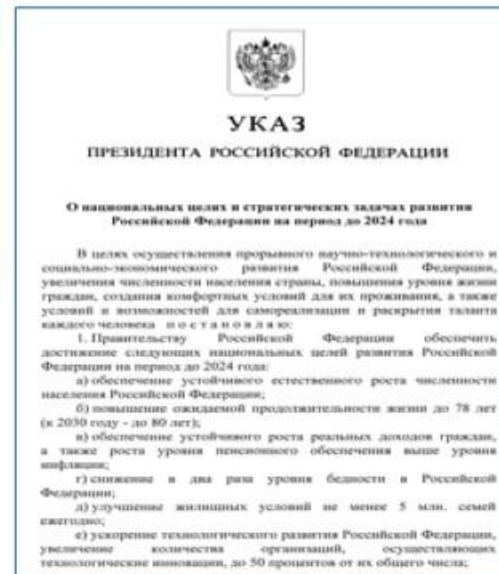 УКАЗ
ПРЕЗИДЕНТА РОССИЙСКОЙ ФЕДЕРАЦИИ
О национальных целях и стратегических задачах развития
Российской Федерации на период до 2024 года
В целях осуществления прорывного научно-технологического и
социально-экономического развития Российской Федерации,
увеличения численности населения страны, повышения уровня жизни
граждан, создания комфортных условий для их проживания, а также
условий и возможностей для самореализации и раскрытия таланта
каждого человека п о с т а н о в л я ю:
1. Правительству Российской Федерации обеспечить
достижение следующих национальных целей развития Российской
Федерации на период до 2024 года:
а) обеспечение устойчивого естественного роста численности
населения Российской Федерации;
б) повышение ожидаемой продолжительности жизни до 78 лет
(к 2030 году - до 80 лет);
в) обеспечение устойчивого роста реальных доходов граждан,
а также роста уровня пенсионного обеспечения выше уровня
инфляции;
г) снижение в два раза уровня бедности в Российской
Федерации;
д) улучшение жилищных условий не менее 5 млн. семей
ежегодно;
е) ускорение технологического развития Российской Федерации,
увеличение количества организаций, осуществляющих
технологические инновации, до 50 процентов от их общего числа;